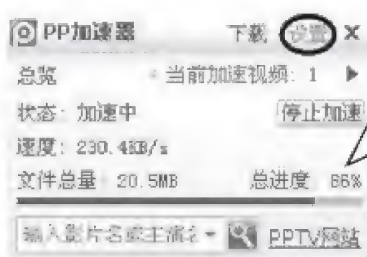 PP加速器 下载 设置 X
总览 当前加速视频: 1
状态: 加速中 停止加速
速度: 230.4KB/s
文件总量 20.5MB 总进度 86%
输入影片名或主演名 PPTV网站